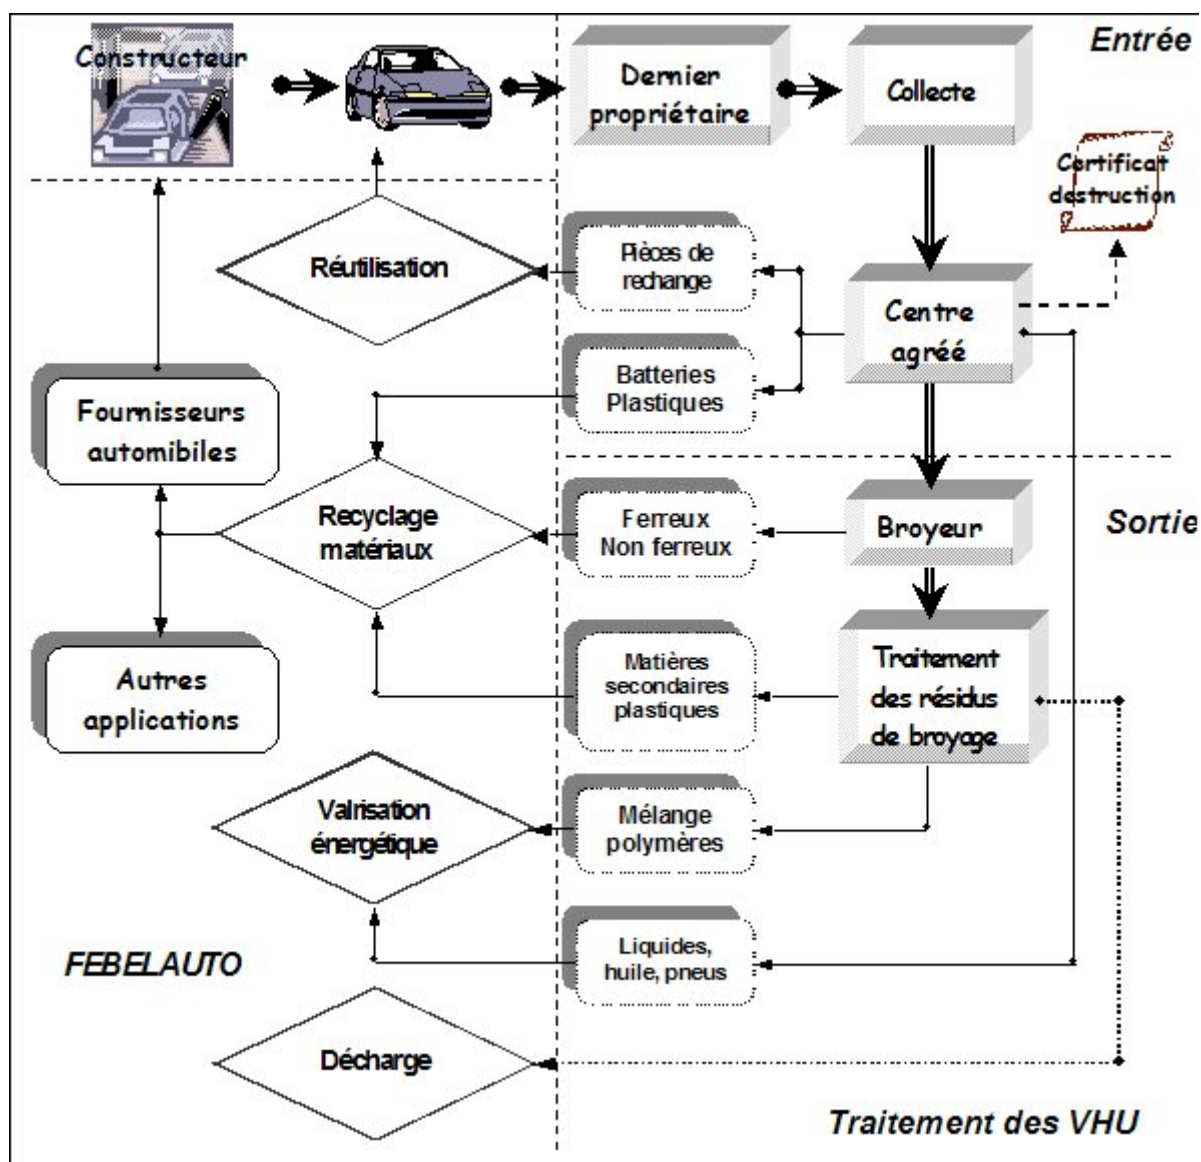 Constructeur
Dernier
propriétaire
Collecte
Entrée
Certificat
destruction
Réutilisation
Pièces de
rechange
Centre
agréé
Batteries
Plastiques
Fournisseurs
automibiles
Recyclage
matériaux
Ferreux
Non ferreux
Broyeur
Sortie
Autres
applications
Matières
secondaires
plastiques
Traitement
des résidus
de broyage
Valrisation
énergétique
Mélange
polymères
FEBELAUTO
Liquides,
huile, pneus
Décharge
Traitement des VHU